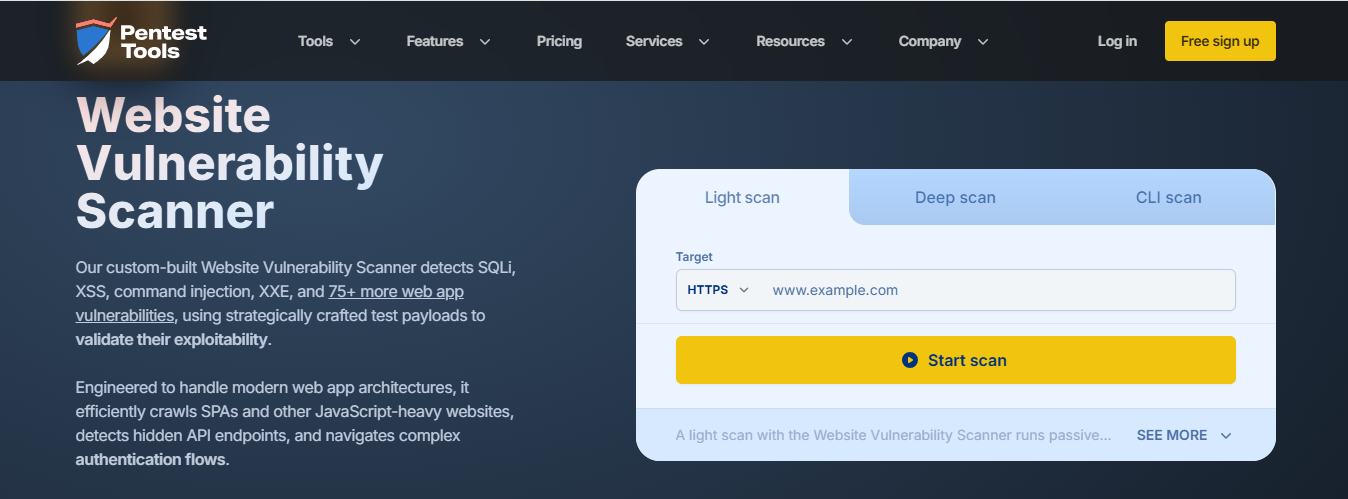 Pentest
Tools
Tools
Features
Pricing
Services
Resources
Company
Log in
Free sign up
Website
Vulnerability
Scanner
Our custom-built Website Vulnerability Scanner detects SQLi,
XSS, command injection, XXE, and 75+ more web app
vulnerabilities, using strategically crafted test payloads to
validate their exploitability.
Engineered to handle modern web app architectures, it
efficiently crawls SPAs and other JavaScript-heavy websites,
detects hidden API endpoints, and navigates complex
authentication flows.
Light scan
Deep scan
CLI scan
Target
HTTPS
www.example.com
Start scan
A light scan with the Website Vulnerability Scanner runs passive...
SEE MORE